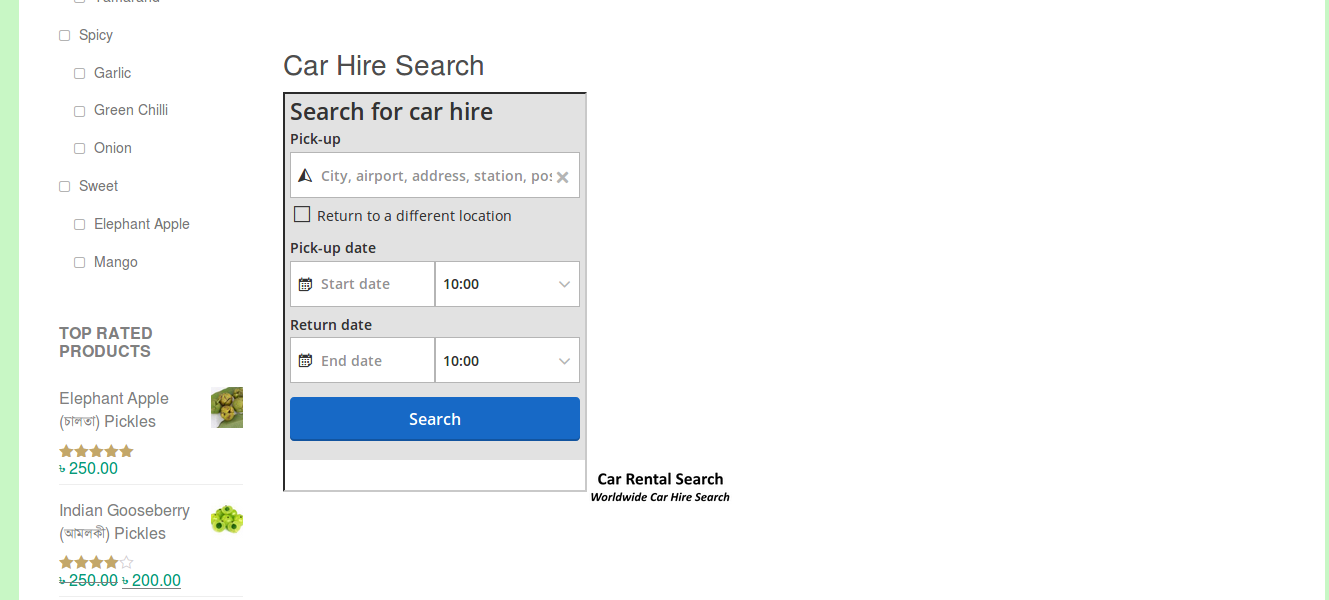 Spicy
Garlic
Green Chilli
Onion
Sweet
Elephant Apple
Mango
TOP RATED
PRODUCTS
Elephant Apple
(চালতা) Pickles
৳ 250.00
Indian Gooseberry
(আমলকী) Pickles
৳ 250.00 ৳ 200.00
Car Hire Search
Search for car hire
Pick-up
City, airport, address, station, pos
Return to a different location
Pick-up date
Start date 10:00
Return date
End date 10:00
Search
Car Rental Search
Worldwide Car Hire Search